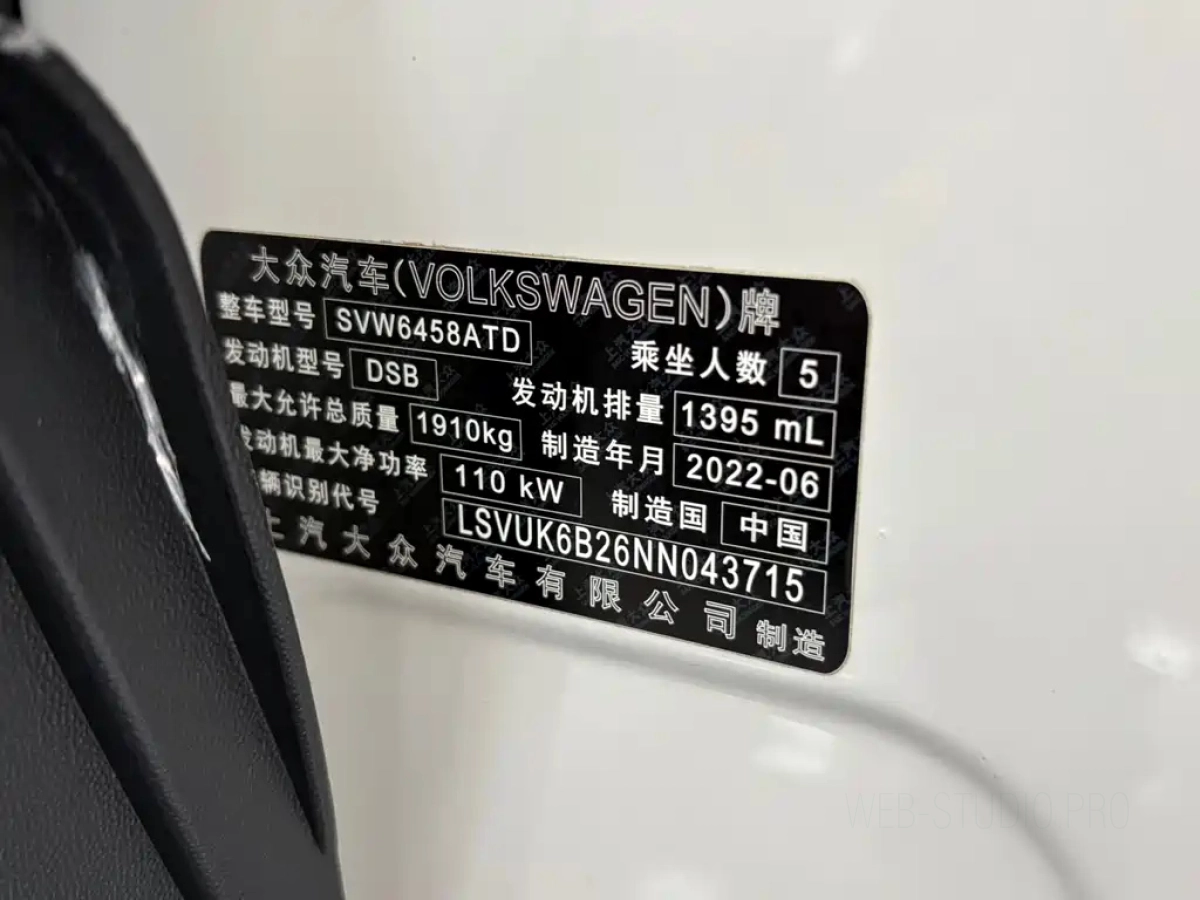 大众汽车(VOLKSWAGEN)牌
整车型号 SVW6458ATD 乘坐人数 5
发动机型号 DSB 发动机排量 1395 mL
最大允许总质量 1910kg 制造年月 2022-06
发动机最大净功率 110 kW 制造国 中国
辆识别代号 LSVUK6B26NN043715
上汽大众汽车有限公司 制造
WEB-STUDIO.PRO